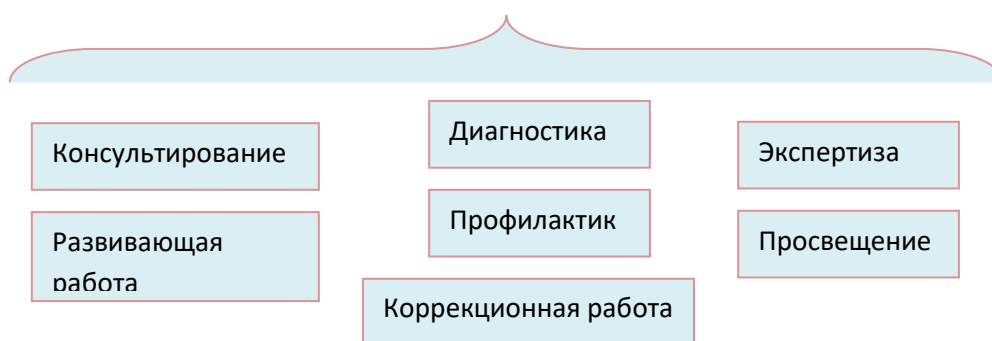 Консультирование
Диагностика
Экспертиза
Развивающая
работа
Профилактик
Просвещение
Коррекционная работа